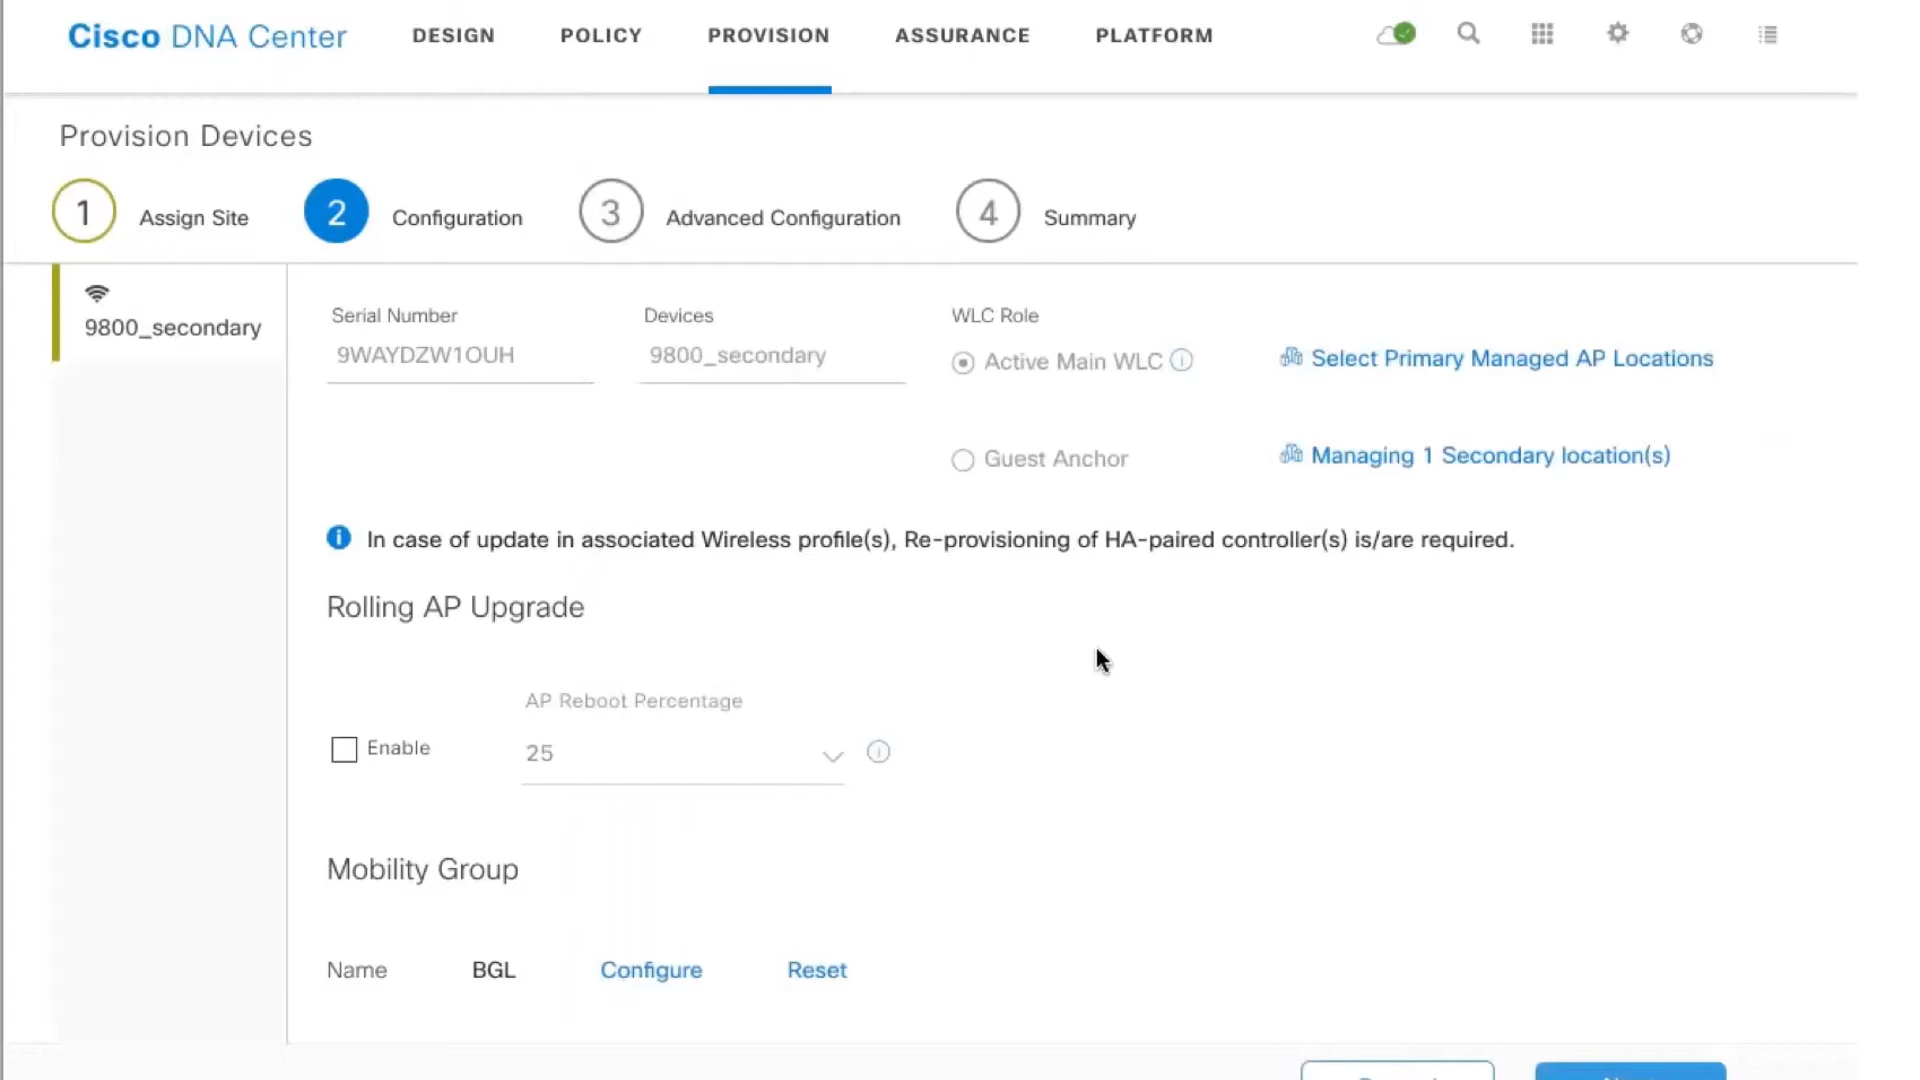 Cisco DNA Center DESIGN POLICY PROVISION ASSURANCE PLATFORM
Provision Devices
1 Assign Site 2 Configuration 3 Advanced Configuration 4 Summary
9800_secondary
Serial Number Devices WLC Role
9WAYDZW1OUH 9800_secondary Active Main WLC Select Primary Managed AP Locations
Guest Anchor Managing 1 Secondary location(s)
In case of update in associated Wireless profile(s), Re-provisioning of HA-paired controller(s) is/are required.
Rolling AP Upgrade
AP Reboot Percentage
Enable 25
Mobility Group
Name BGL Configure Reset